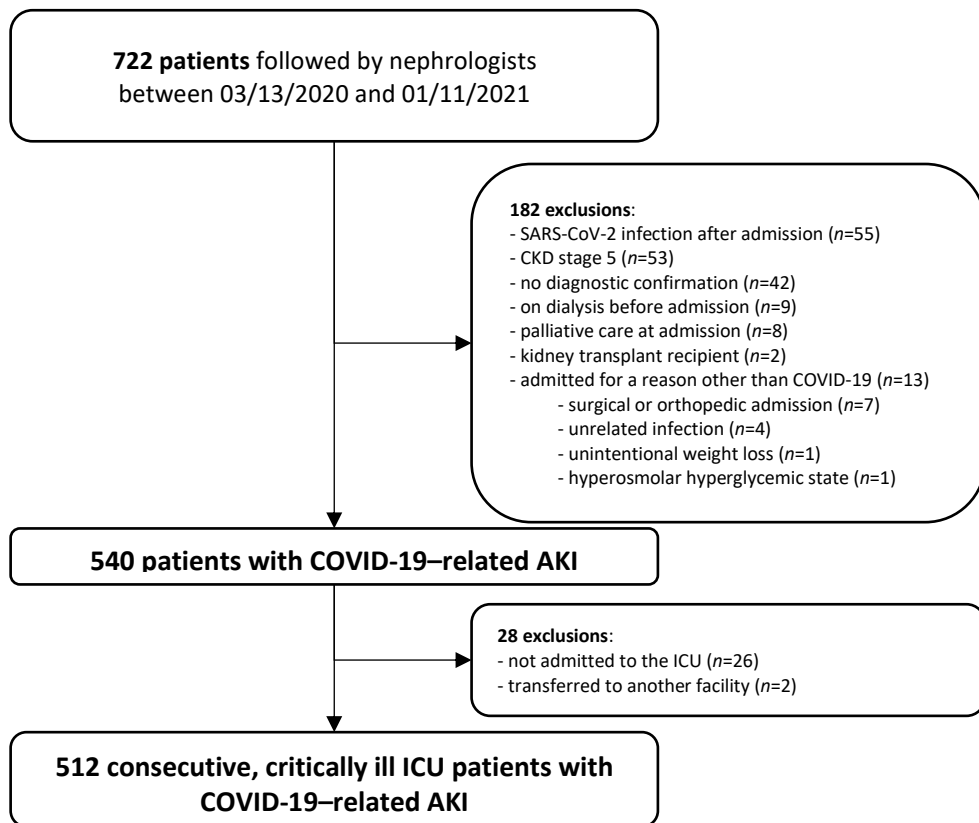 722 patients followed by nephrologists
between 03/13/2020 and 01/11/2021
182 exclusions:
- SARS-CoV-2 infection after admission (n=55)
- CKD stage 5 (n=53)
- no diagnostic confirmation (n=42)
- on dialysis before admission (n=9)
- palliative care at admission (n=8)
- kidney transplant recipient (n=2)
- admitted for a reason other than COVID-19 (n=13)
- surgical or orthopedic admission (n=7)
- unrelated infection (n=4)
- unintentional weight loss (n=1)
- hyperosmolar hyperglycemic state (n=1)
540 patients with COVID-19–related AKI
28 exclusions:
- not admitted to the ICU (n=26)
- transferred to another facility (n=2)
512 consecutive, critically ill ICU patients with
COVID-19–related AKI